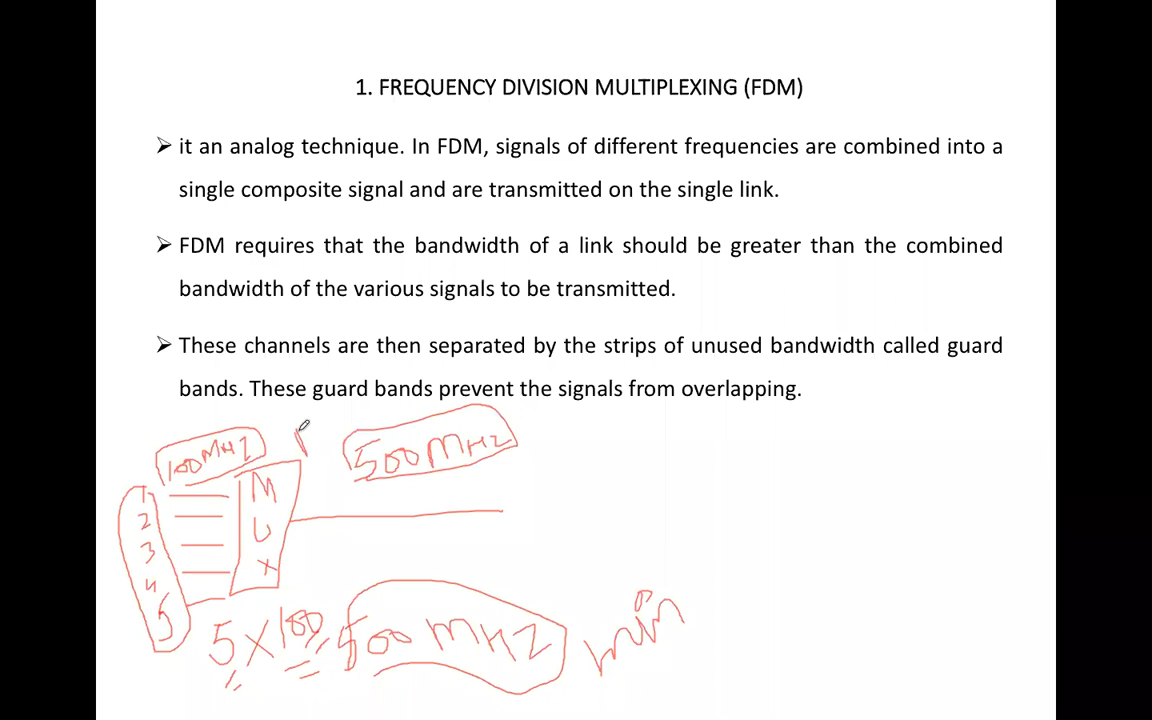 1. FREQUENCY DIVISION MULTIPLEXING (FDM)
➢ it an analog technique. In FDM, signals of different frequencies are combined into a
single composite signal and are transmitted on the single link.
➢ FDM requires that the bandwidth of a link should be greater than the combined
bandwidth of the various signals to be transmitted.
➢ These channels are then separated by the strips of unused bandwidth called guard
bands. These guard bands prevent the signals from overlapping.
100MHZ
500MHZ
1
2
3
4
5
MUX
5 X 100, 500 MHZ min